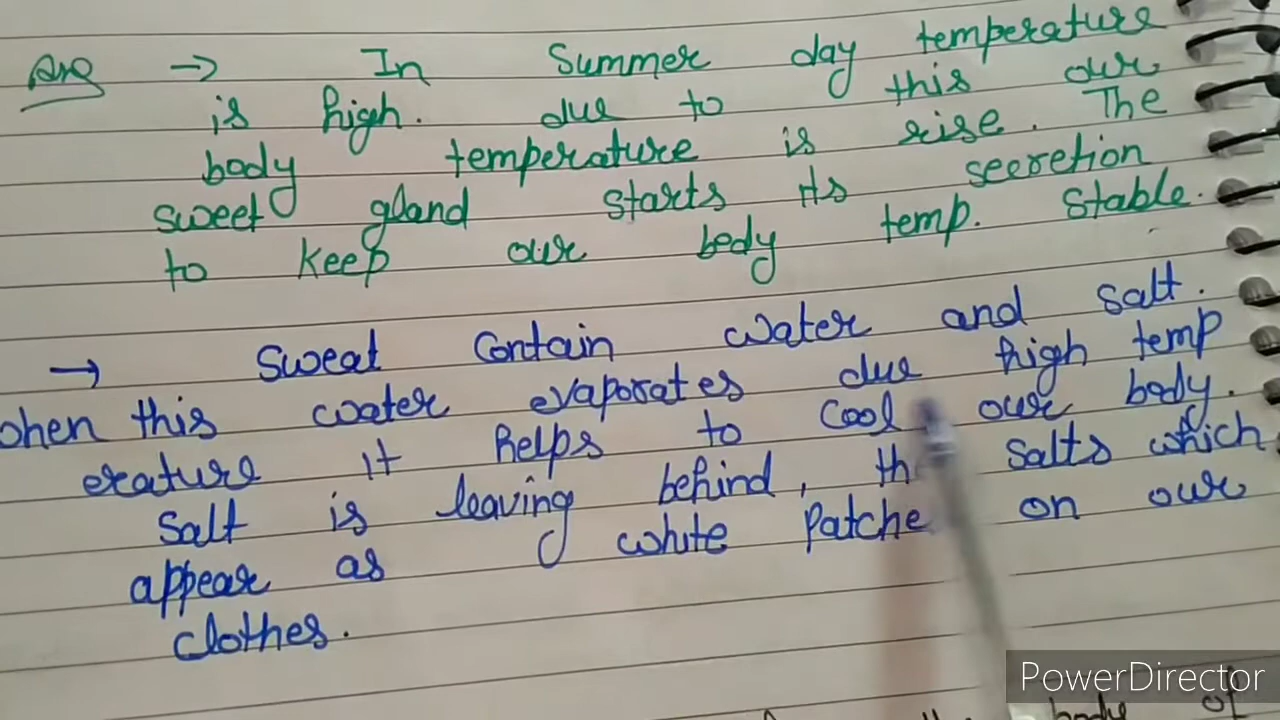 Ans → In Summer day temperature
is high. due to this our
body temperature is rise. The
sweet gland starts its secretion
to keep our body temp. Stable.
→ Sweat Contain water and salt.
when this water evaporates due high temp
erature it helps to Cool our body.
Salt is leaving behind, salts which
appear as white Patche on our
clothes.
body of
PowerDirector